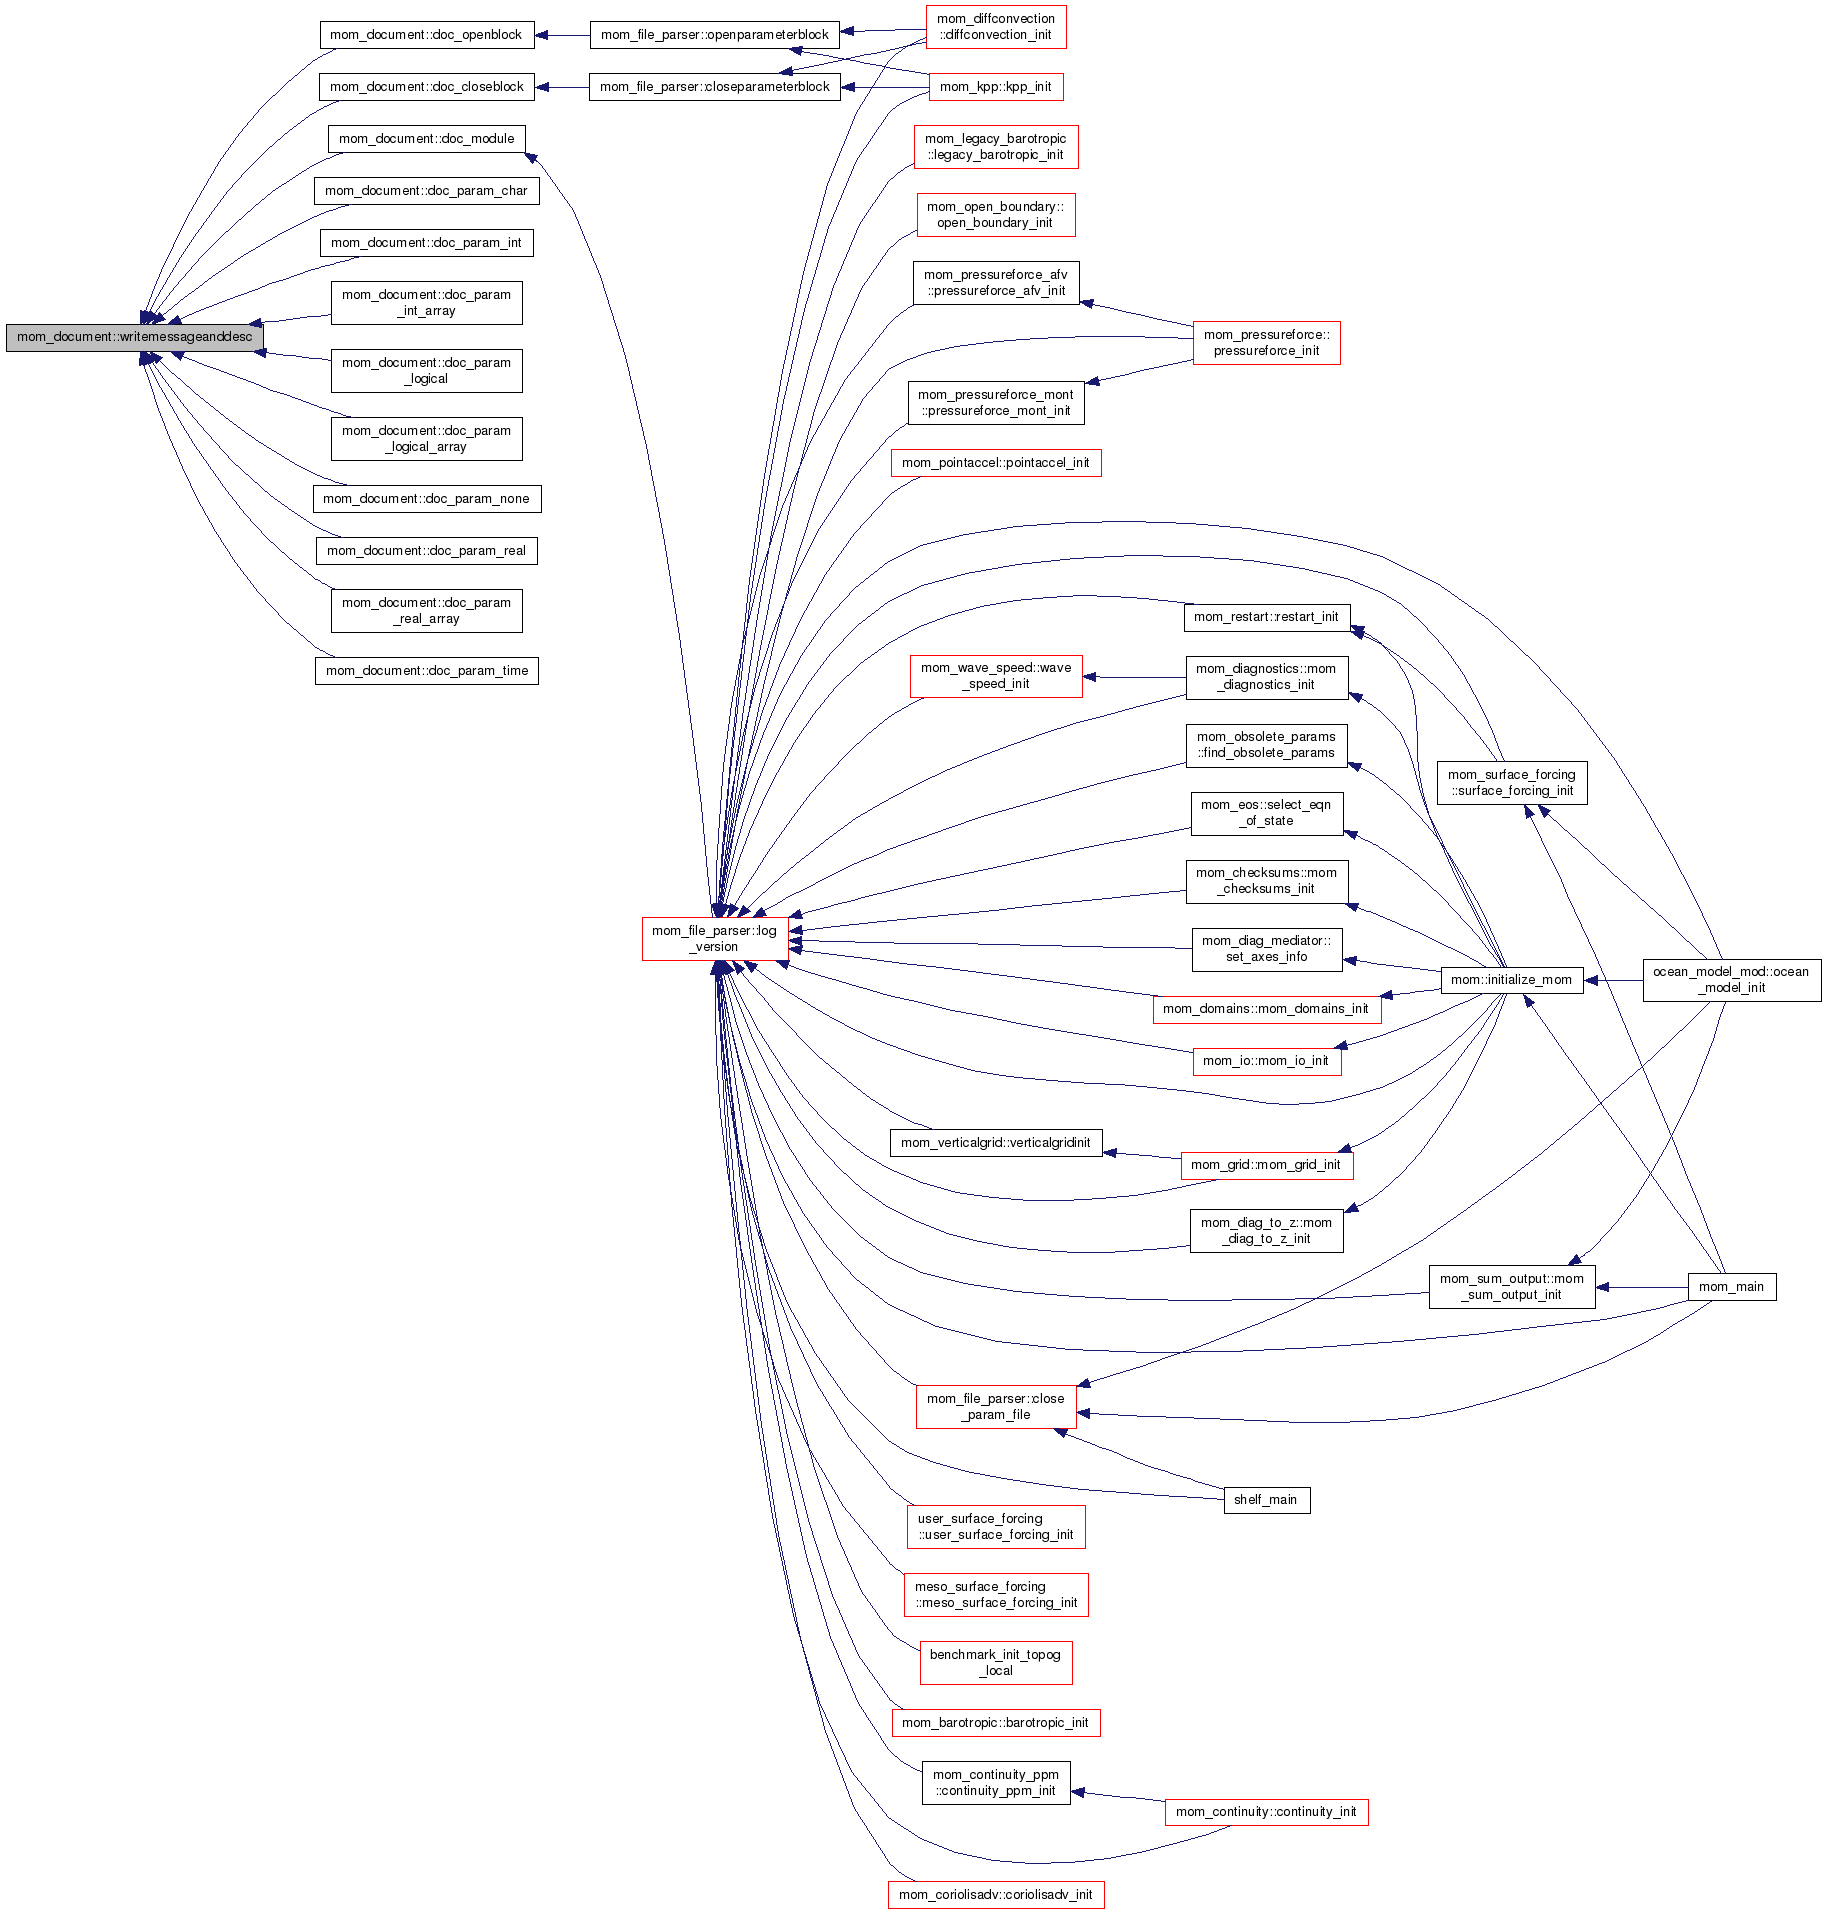 mom_document::writemessageanddesc
mom_document::doc_openblock
mom_document::doc_closeblock
mom_document::doc_module
mom_document::doc_param_char
mom_document::doc_param_int
mom_document::doc_param
_int_array
mom_document::doc_param
_logical
mom_document::doc_param
_logical_array
mom_document::doc_param_none
mom_document::doc_param_real
mom_document::doc_param
_real_array
mom_document::doc_param_time
mom_file_parser::openparameterblock
mom_file_parser::closeparameterblock
mom_file_parser::log
_version
mom_diffconvection
::diffconvection_init
mom_kpp::kpp_init
mom_legacy_barotropic
::legacy_barotropic_init
mom_open_boundary::
open_boundary_init
mom_pressureforce_afv
::pressureforce_afv_init
mom_pressureforce::
pressureforce_init
mom_pressureforce_mont
::pressureforce_mont_init
mom_pointaccel::pointaccel_init
mom_restart::restart_init
mom_wave_speed::wave
_speed_init
mom_diagnostics::mom
_diagnostics_init
mom_obsolete_params
::find_obsolete_params
mom_surface_forcing
::surface_forcing_init
mom_eos::select_eqn
_of_state
mom_checksums::mom
_checksums_init
mom_diag_mediator::
set_axes_info
mom::initialize_mom
ocean_model_mod::ocean
_model_init
mom_domains::mom_domains_init
mom_io::mom_io_init
mom_verticalgrid::verticalgridinit
mom_grid::mom_grid_init
mom_diag_to_z::mom
_diag_to_z_init
mom_sum_output::mom
_sum_output_init
mom_main
mom_file_parser::close
_param_file
shelf_main
user_surface_forcing
::user_surface_forcing_init
meso_surface_forcing
::meso_surface_forcing_init
benchmark_init_topog
_local
mom_barotropic::barotropic_init
mom_continuity_ppm
::continuity_ppm_init
mom_continuity::continuity_init
mom_coriolisadv::coriolisadv_init